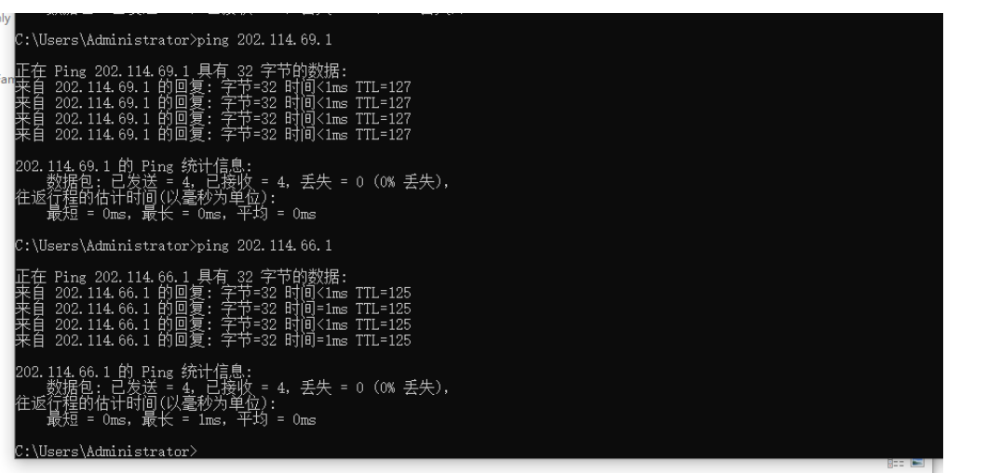 C:\Users\Administrator>ping 202.114.69.1
正在 Ping 202.114.69.1 具有 32 字节的数据:
来自 202.114.69.1 的回复: 字节=32 时间<1ms TTL=127
来自 202.114.69.1 的回复: 字节=32 时间<1ms TTL=127
来自 202.114.69.1 的回复: 字节=32 时间<1ms TTL=127
来自 202.114.69.1 的回复: 字节=32 时间<1ms TTL=127
202.114.69.1 的 Ping 统计信息:
数据包: 已发送 = 4, 已接收 = 4, 丢失 = 0 (0% 丢失),
往返行程的估计时间(以毫秒为单位):
最短 = 0ms, 最长 = 0ms, 平均 = 0ms
C:\Users\Administrator>ping 202.114.66.1
正在 Ping 202.114.66.1 具有 32 字节的数据:
来自 202.114.66.1 的回复: 字节=32 时间<1ms TTL=125
来自 202.114.66.1 的回复: 字节=32 时间=1ms TTL=125
来自 202.114.66.1 的回复: 字节=32 时间<1ms TTL=125
来自 202.114.66.1 的回复: 字节=32 时间=1ms TTL=125
202.114.66.1 的 Ping 统计信息:
数据包: 已发送 = 4, 已接收 = 4, 丢失 = 0 (0% 丢失),
往返行程的估计时间(以毫秒为单位):
最短 = 0ms, 最长 = 1ms, 平均 = 0ms
C:\Users\Administrator>